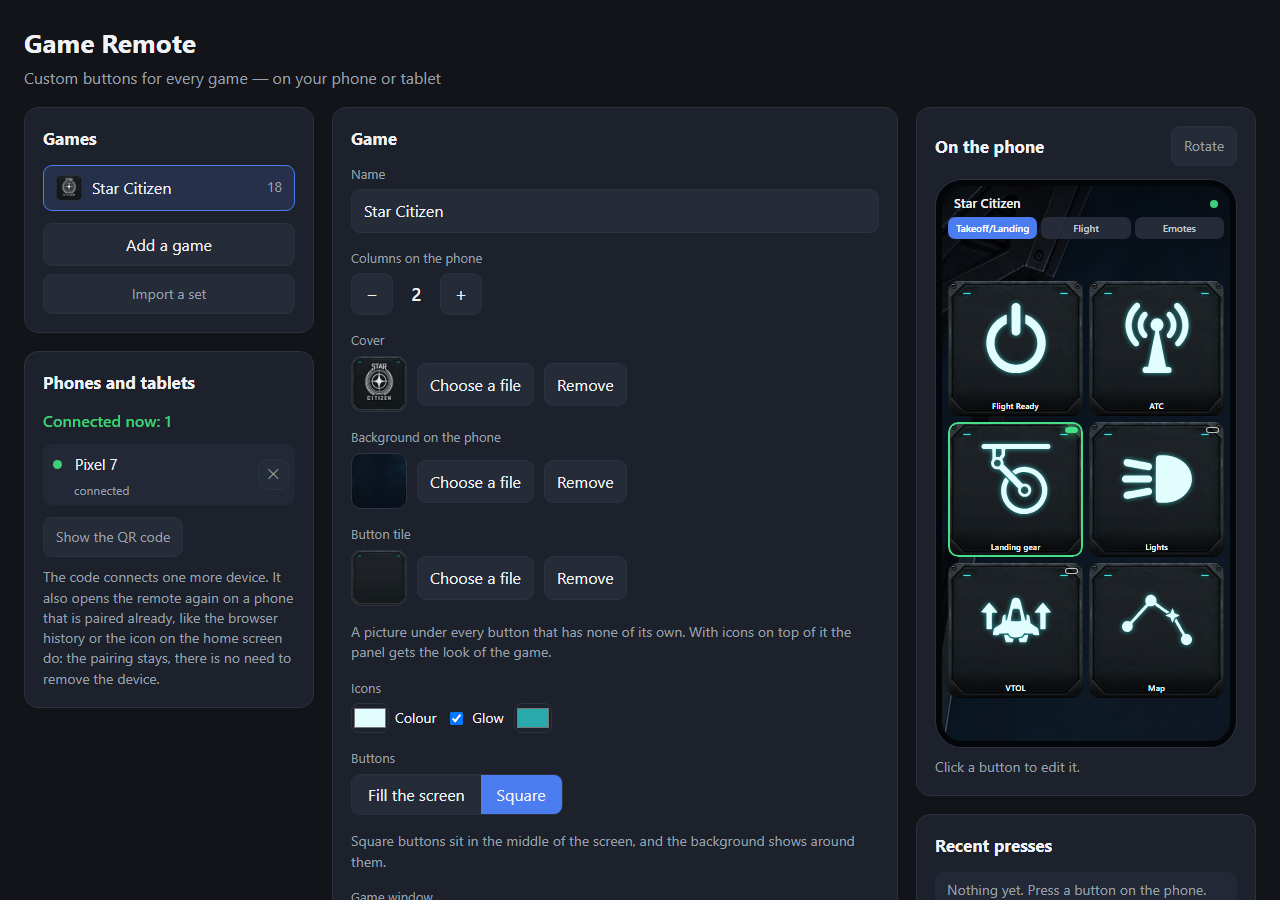 Game Remote
Custom buttons for every game — on your phone or tablet
Games
Star Citizen
18
Add a game
Import a set
Phones and tablets
Connected now: 1
Pixel 7
connected
Show the QR code
The code connects one more device. It
also opens the remote again on a phone
that is paired already, like the browser
history or the icon on the home screen
do: the pairing stays, there is no need to
remove the device.
Game
Name
Star Citizen
Columns on the phone
− 2 +
Cover
STAR
CITIZEN
Choose a file
Remove
Background on the phone
Choose a file
Remove
Button tile
Choose a file
Remove
A picture under every button that has none of its own. With icons on top of it the
panel gets the look of the game.
Icons
Colour
Glow
Buttons
Fill the screen
Square
Square buttons sit in the middle of the screen, and the background shows around
them.
Game window
On the phone
Rotate
Star Citizen
Takeoff/Landing
Flight
Emotes
Flight Ready
ATC
Landing gear
Lights
VTOL
Map
Click a button to edit it.
Recent presses
Nothing yet. Press a button on the phone.